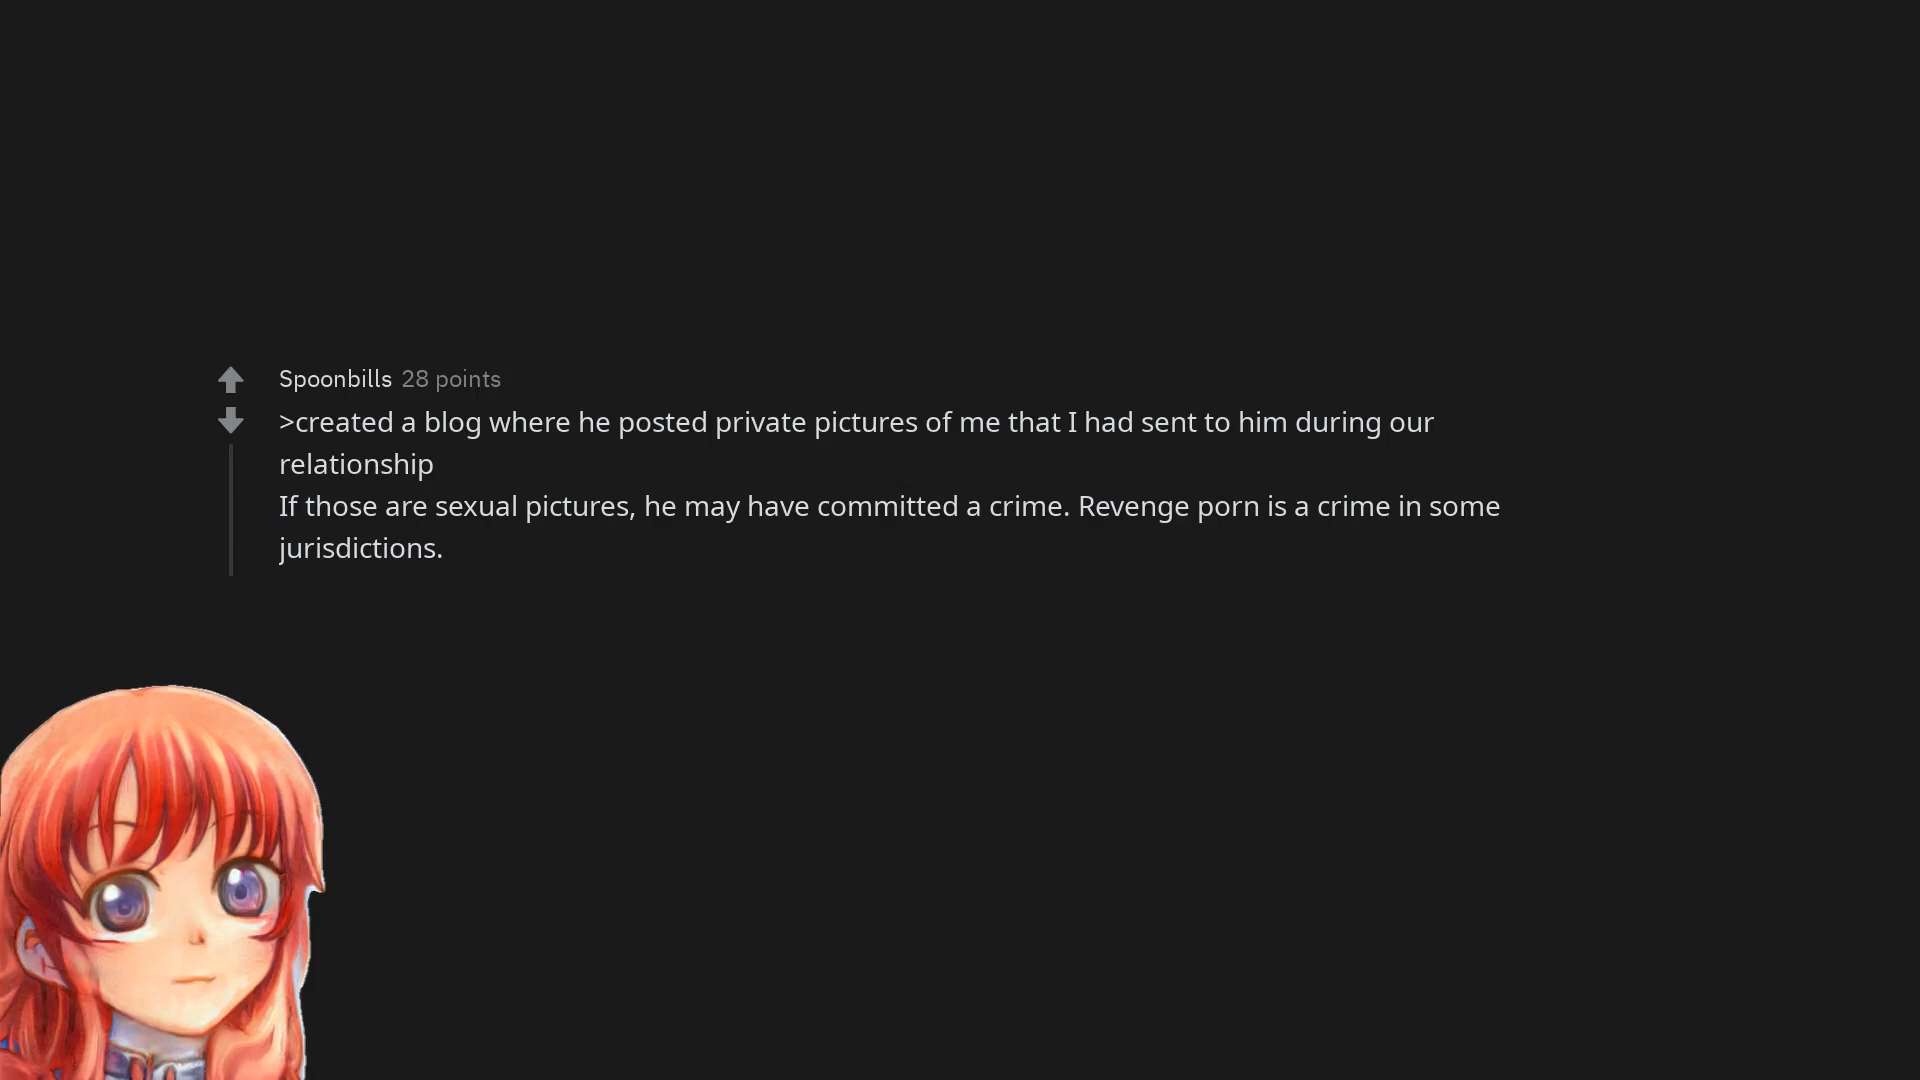 Spoonbills 28 points
>created a blog where he posted private pictures of me that I had sent to him during our
relationship
If those are sexual pictures, he may have committed a crime. Revenge porn is a crime in some
jurisdictions.